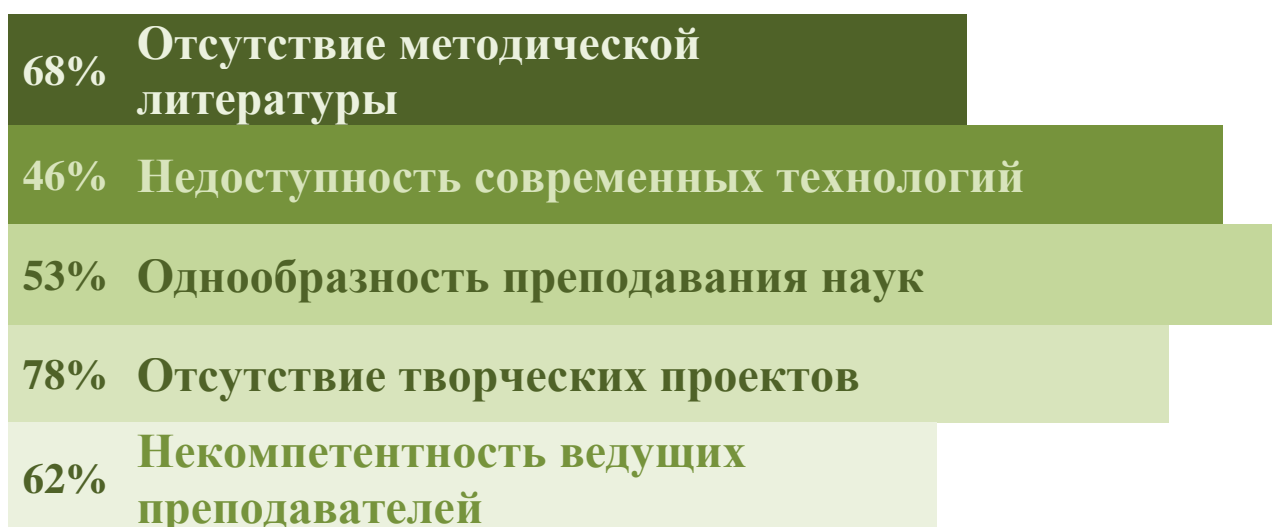 68% Отсутствие методической
литературы
46% Недоступность современных технологий
53% Однообразность преподавания наук
78% Отсутствие творческих проектов
62% Некомпетентность ведущих
преподавателей